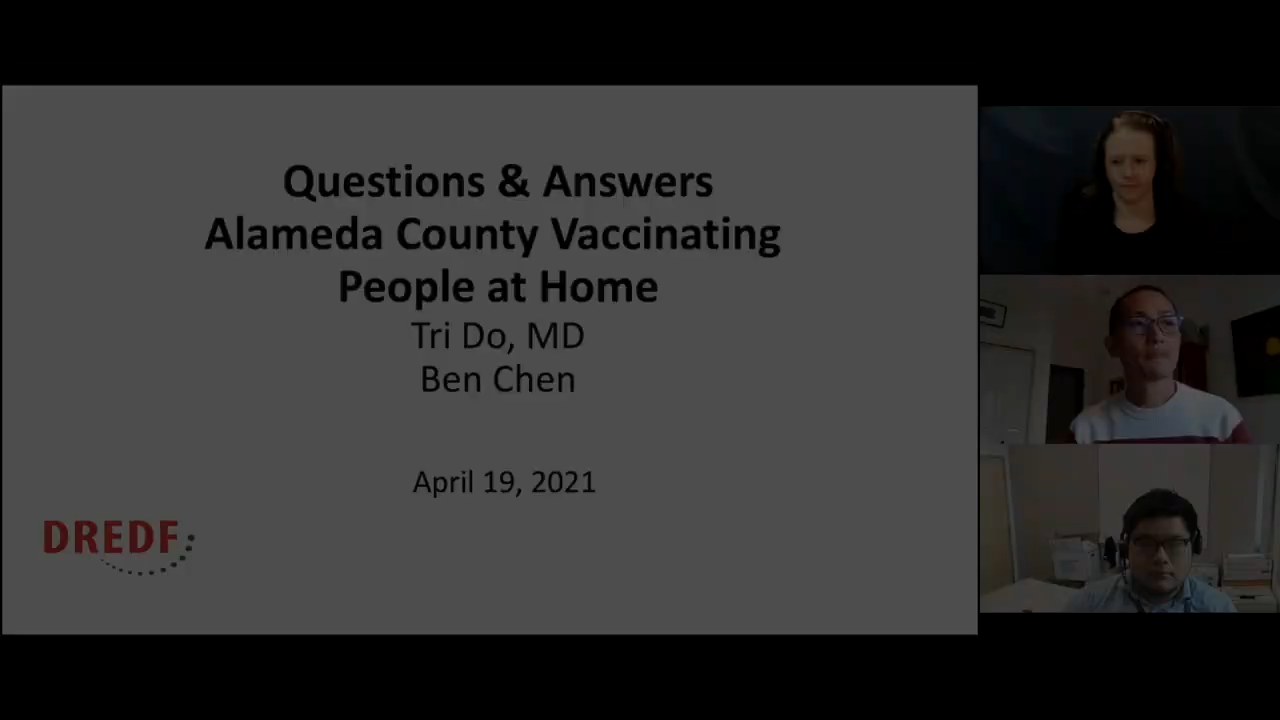 Questions & Answers
Alameda County Vaccinating
People at Home
Tri Do, MD
Ben Chen
April 19, 2021
DREDF